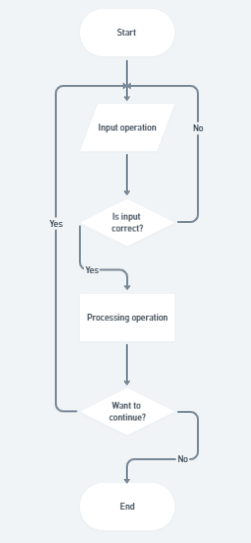 Start
Input operation
No
Is input
correct?
Yes
Yes
Processing operation
Want to
continue?
No
End